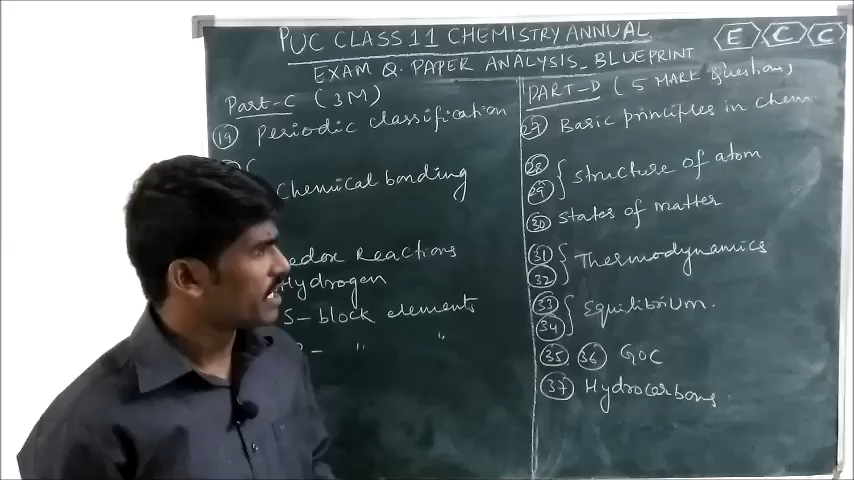 PUC CLASS 11 CHEMISTRY ANNUAL
E C C
EXAM Q. PAPER ANALYSIS_BLUEPRINT
Part-C (3M)
19 Periodic classification
Chemical bonding
edox Reactions
Hydrogen
S-block elements
- " "
PART-D (5 MARK Questions)
27 Basic principles in chem
28
29 } Structure of atom
30 States of matter
31
32 } Thermodynamics
33
34 } Equilibrium.
35 36 GOC
37 Hydrocarbons.